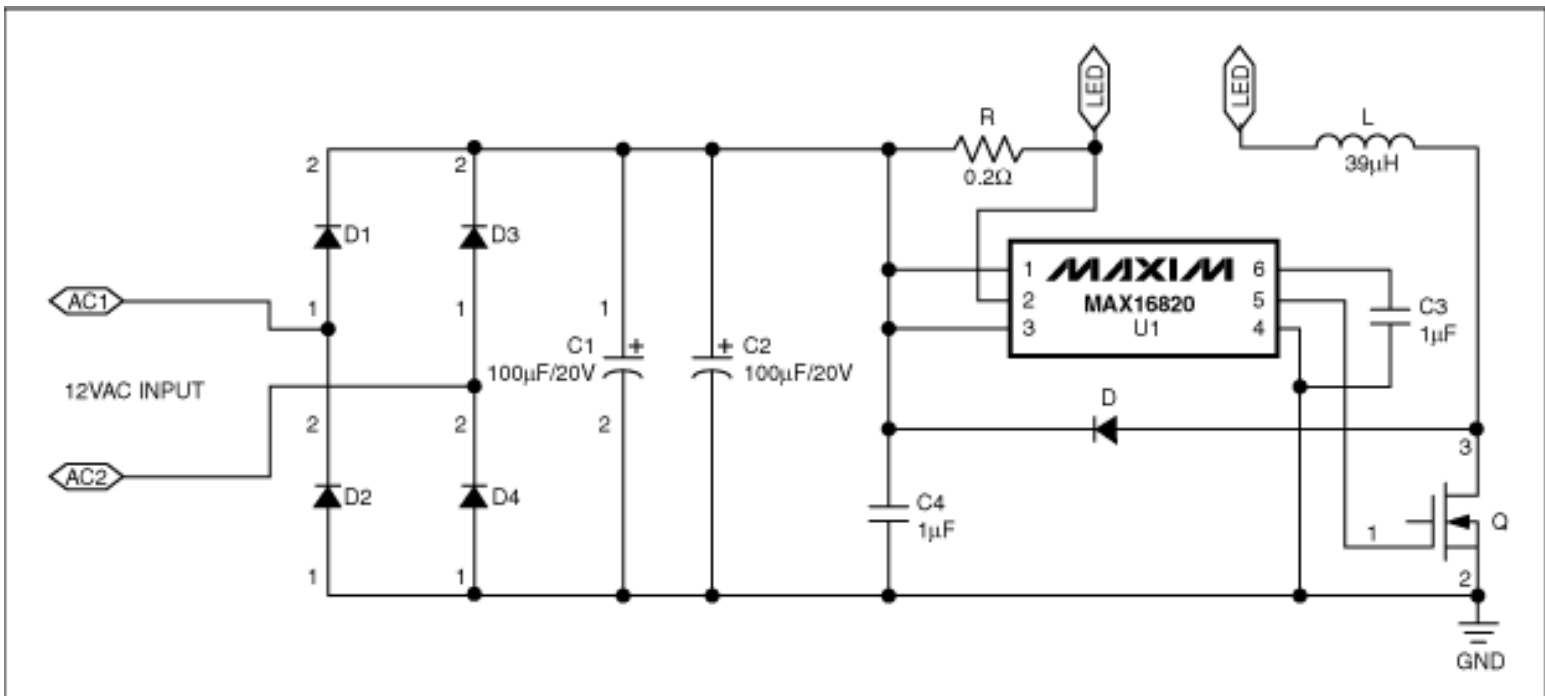 LED
LED
R
0.2Ω
L
39μH
2
2
D1
D3
1
MAXIM
6
2
MAX16820
5
3
U1
4
AC1
1
1
1
C1
+
100μF/20V
+
C2
100μF/20V
C3
1μF
12VAC INPUT
D
2
2
2
3
AC2
D2
D4
C4
1μF
1
Q
1
1
2
GND